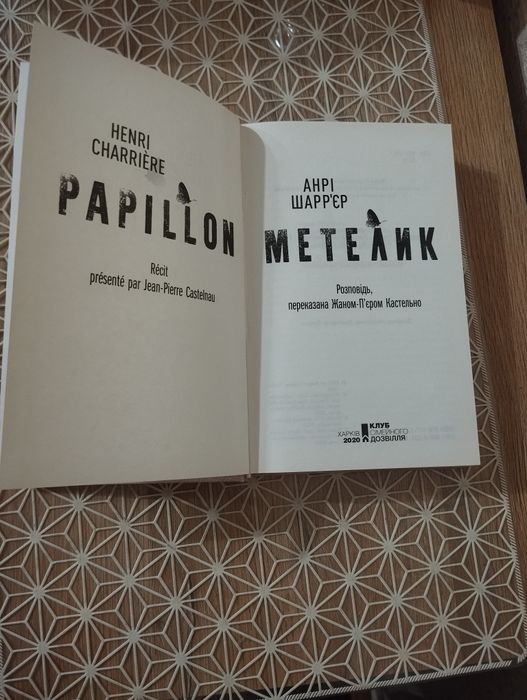 HENRI
CHARRIÈRE
PAPILLON
Récit
présenté par Jean-Pierre Castelnau
АНРІ
ШАРР'ЄР
МЕТЕЛИК
Розповідь,
переказана Жаном-П'єром Кастельно
ХАРКІВ
2020
КЛУБ
СІМЕЙНОГО
ДОЗВІЛЛЯ